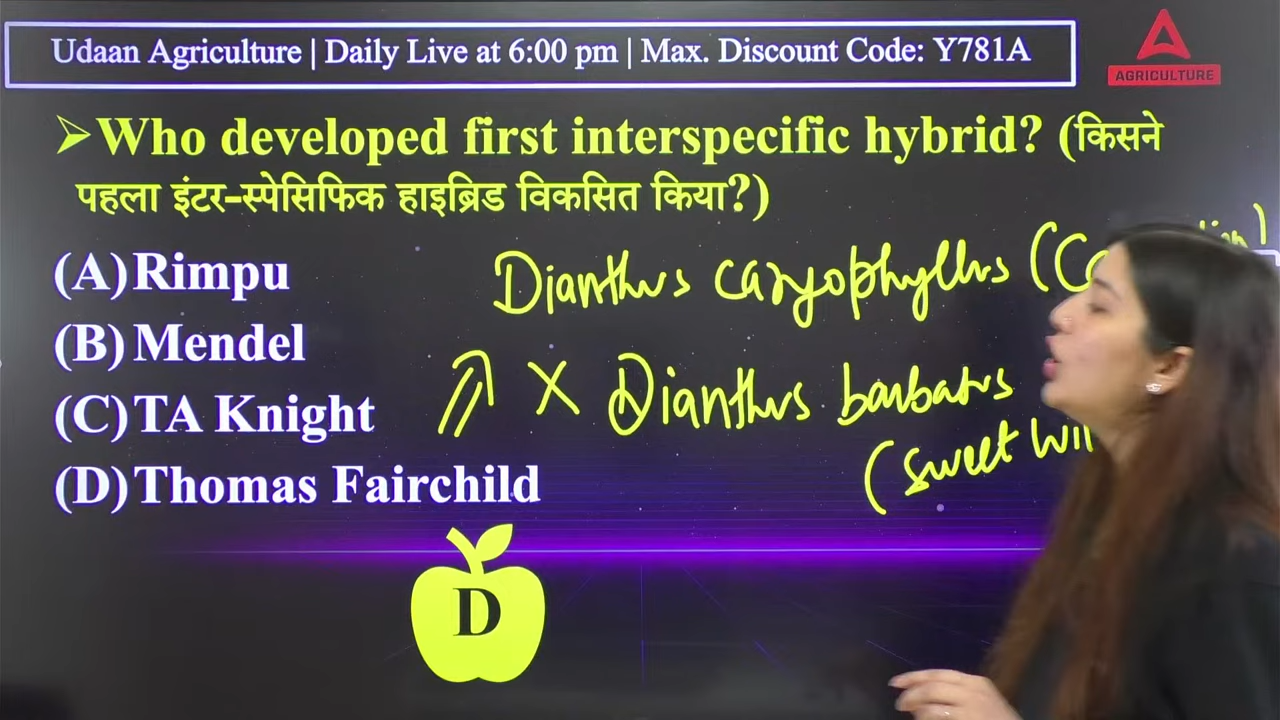 Udaan Agriculture | Daily Live at 6:00 pm | Max. Discount Code: Y781A
AGRICULTURE
➤Who developed first interspecific hybrid? (किसने
पहला इंटर-स्पेसिफिक हाइब्रिड विकसित किया?)
(A) Rimpu
(B) Mendel
(C) TA Knight
(D) Thomas Fairchild
Dianthus caryophyllus
X Dianthus barbatus
(sweet
D